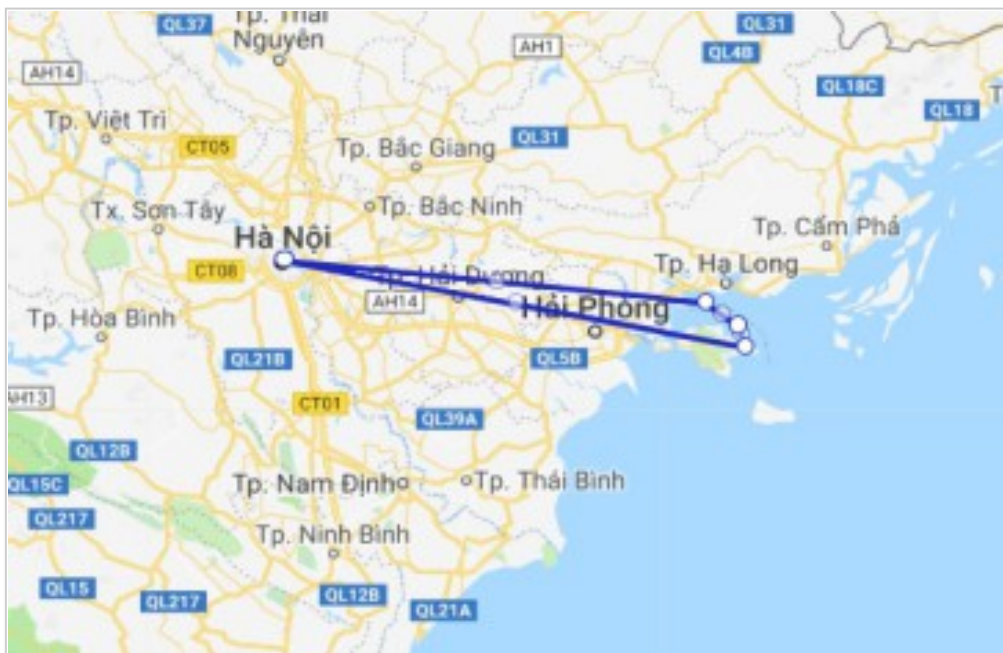 QL37
Tp. Thái
Nguyên
QL31
AH1
QL4B
AH14
QL18C
QL18
Tp. Việt Trì
CT05
QL31
Tp. Bắc Giang
Tx. Sơn Tây
Tp. Bắc Ninh
Tp. Cẩm Phả
Hà Nội
CT08
Tp. Hải Dương
Tp. Hạ Long
AH14
Hải Phòng
Tp. Hòa Bình
QL21B
QL5B
AH13
CT01
QL39A
QL12B
QL15C
Tp. Nam Định
Tp. Thái Bình
QL217
Tp. Ninh Bình
QL15
QL217
QL12B
QL21A